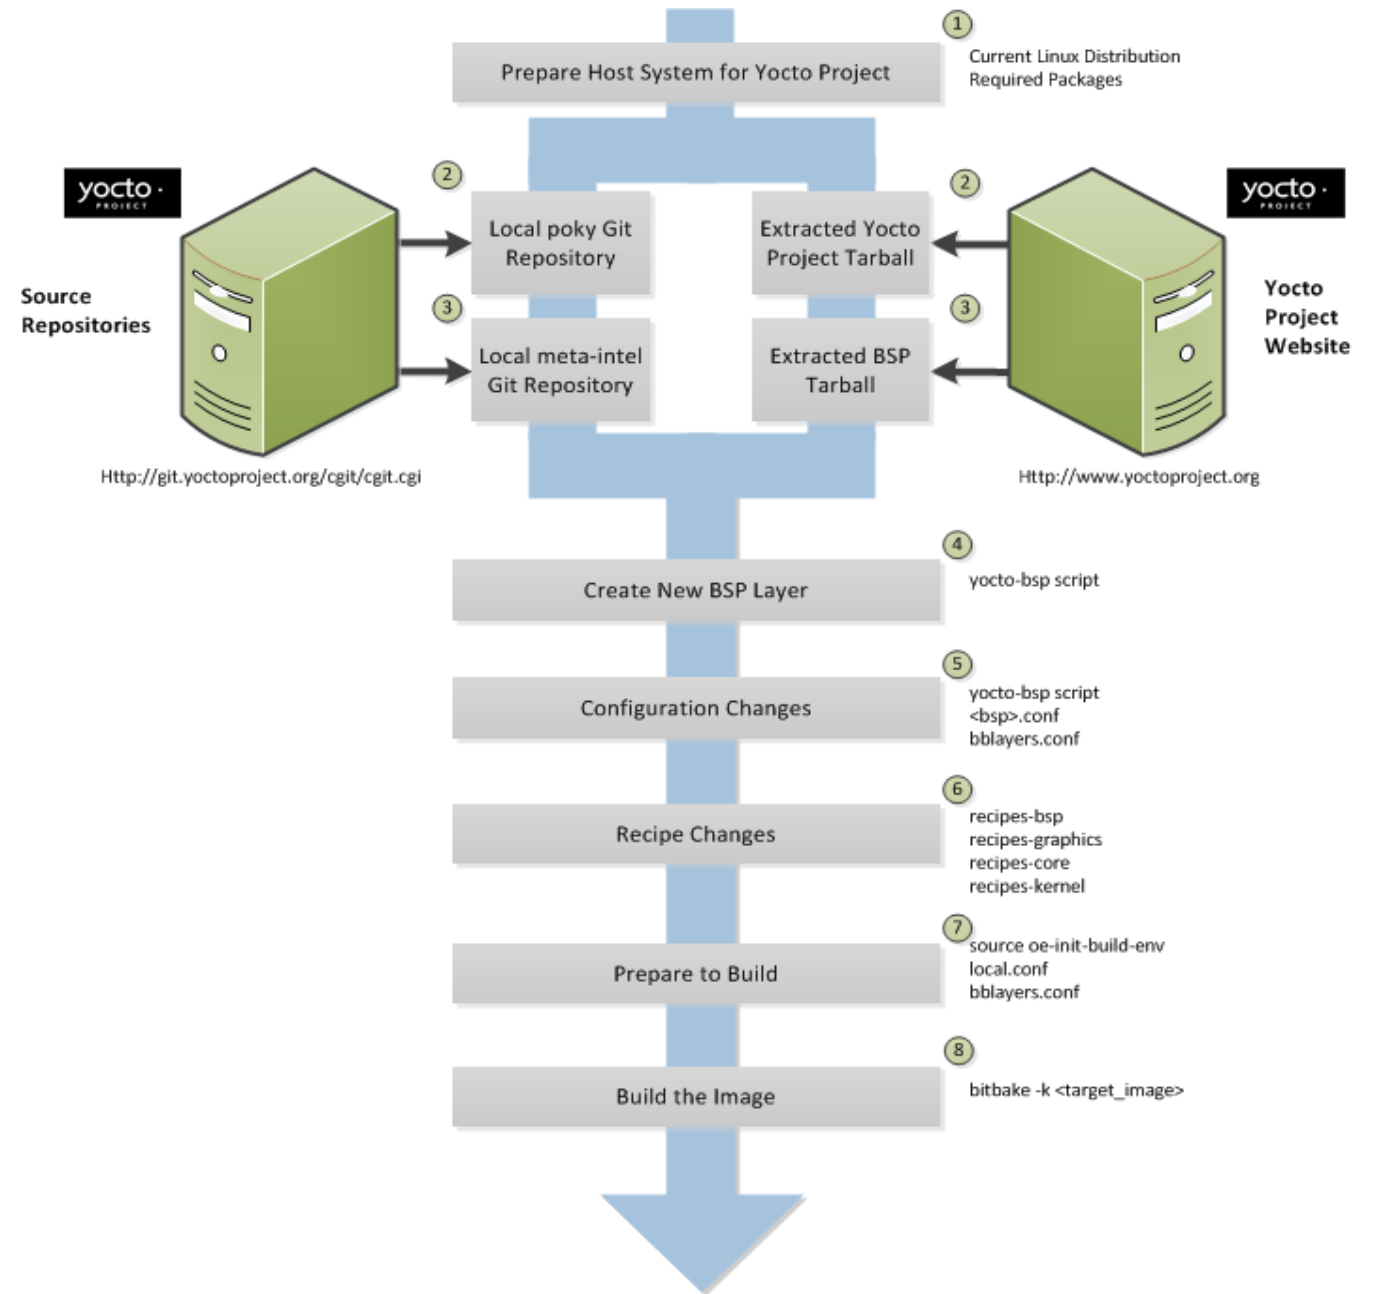 1
Prepare Host System for Yocto Project
Current Linux Distribution
Required Packages
yocto ·
PROJECT
Source
Repositories
Http://git.yoctoproject.org/cgit/cgit.cgi
2
Local poky Git
Repository
3
Local meta-intel
Git Repository
2
Extracted Yocto
Project Tarball
3
Extracted BSP
Tarball
yocto ·
PROJECT
Yocto
Project
Website
Http://www.yoctoproject.org
4
Create New BSP Layer
yocto-bsp script
5
Configuration Changes
yocto-bsp script
<bsp>.conf
bblayers.conf
6
Recipe Changes
recipes-bsp
recipes-graphics
recipes-core
recipes-kernel
7
Prepare to Build
source oe-init-build-env
local.conf
bblayers.conf
8
Build the Image
bitbake -k <target_image>